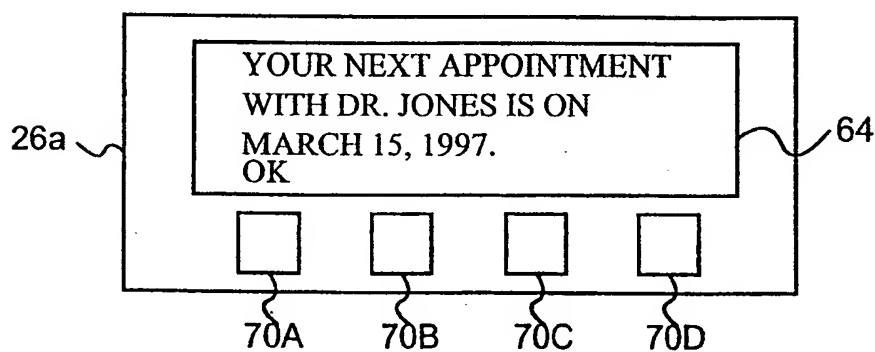 YOUR NEXT APPOINTMENT
WITH DR. JONES IS ON
MARCH 15, 1997.
OK
26a
64
70A 70B 70C 70D